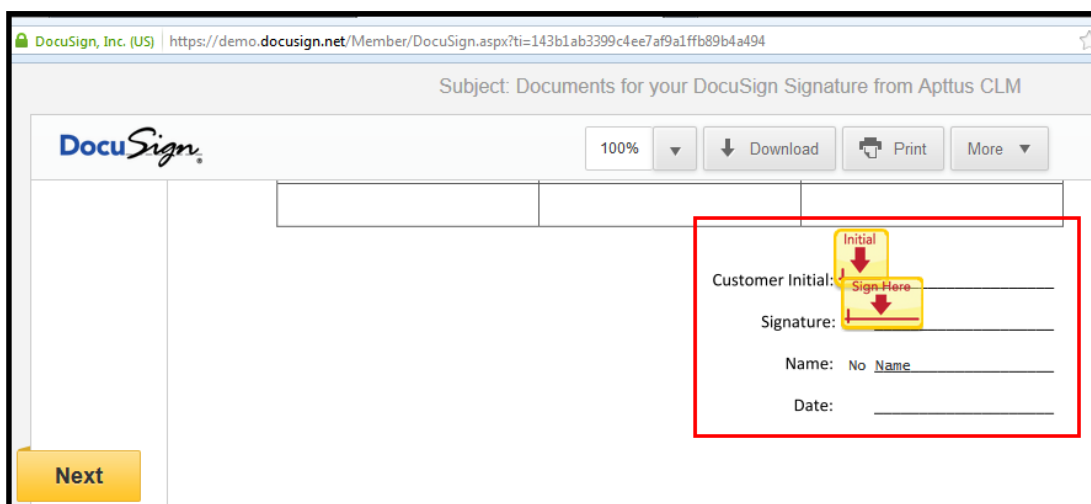 DocuSign, Inc. (US) https://demo.docusign.net/Member/DocuSign.aspx?ti=143b1ab3399c4ee7af9a1ffb89b4a494
Subject: Documents for your DocuSign Signature from Apttus CLM
DocuSign® 100% Download Print More
Initial
Customer Initial:
Sign Here
Signature:
Name: No Name
Date:
Next